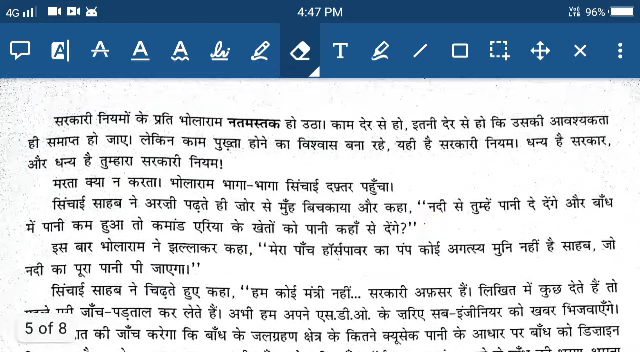 4G 4:47 PM Vo) LTE 96%
A A A A T
सरकारी नियमों के प्रति भोलाराम नतमस्तक हो उठा। काम देर से हो, इतनी देर से हो कि उसकी आवश्यकता
ही समाप्त हो जाए। लेकिन काम पुख़्ता होने का विश्वास बना रहे, यही है सरकारी नियम। धन्य है सरकार,
और धन्य है तुम्हारा सरकारी नियम!
मरता क्या न करता। भोलाराम भागा-भागा सिंचाई दफ़्तर पहुँचा।
सिंचाई साहब ने अरजी पढ़ते ही जोर से मुँह बिचकाया और कहा, ‘‘नदी से तुम्हें पानी दे देंगे और बाँध
में पानी कम हुआ तो कमांड एरिया के खेतों को पानी कहाँ से देंगे?’’
इस बार भोलाराम ने झल्लाकर कहा, ‘‘मेरा पाँच हॉर्सपावर का पंप कोई अगत्स्य मुनि नहीं है साहब, जो
नदी का पूरा पानी पी जाएगा।’’
सिंचाई साहब ने चिढ़ते हुए कहा, ‘‘हम कोई मंत्री नहीं... सरकारी अफ़सर हैं। लिखित में कुछ देते हैं तो
जाँच-पड़ताल कर लेते हैं। अभी हम अपने एस.डी.ओ. के ज़रिए सब-इंजीनियर को खबर भिजवाएँगे।
5 of 8 की जाँच करेगा कि बाँध के जलग्रहण क्षेत्र के कितने क्यूसेक पानी के आधार पर बाँध को डिज़ाइन